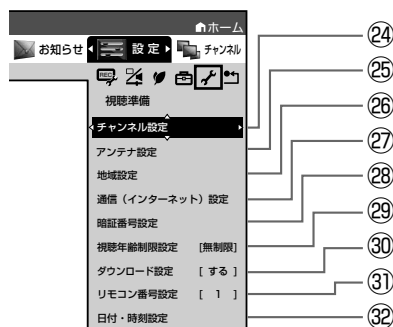 ホーム
お知らせ 設定 チャンネル
REC
視聴準備
チャンネル設定 ㉔
アンテナ設定 ㉕
地域設定 ㉖
通信（インターネット）設定 ㉗
暗証番号設定 ㉘
視聴年齢制限設定 [無制限] ㉙
ダウンロード設定 [ する ] ㉚
リモコン番号設定 [ 1 ] ㉛
日付・時刻設定 ㉜